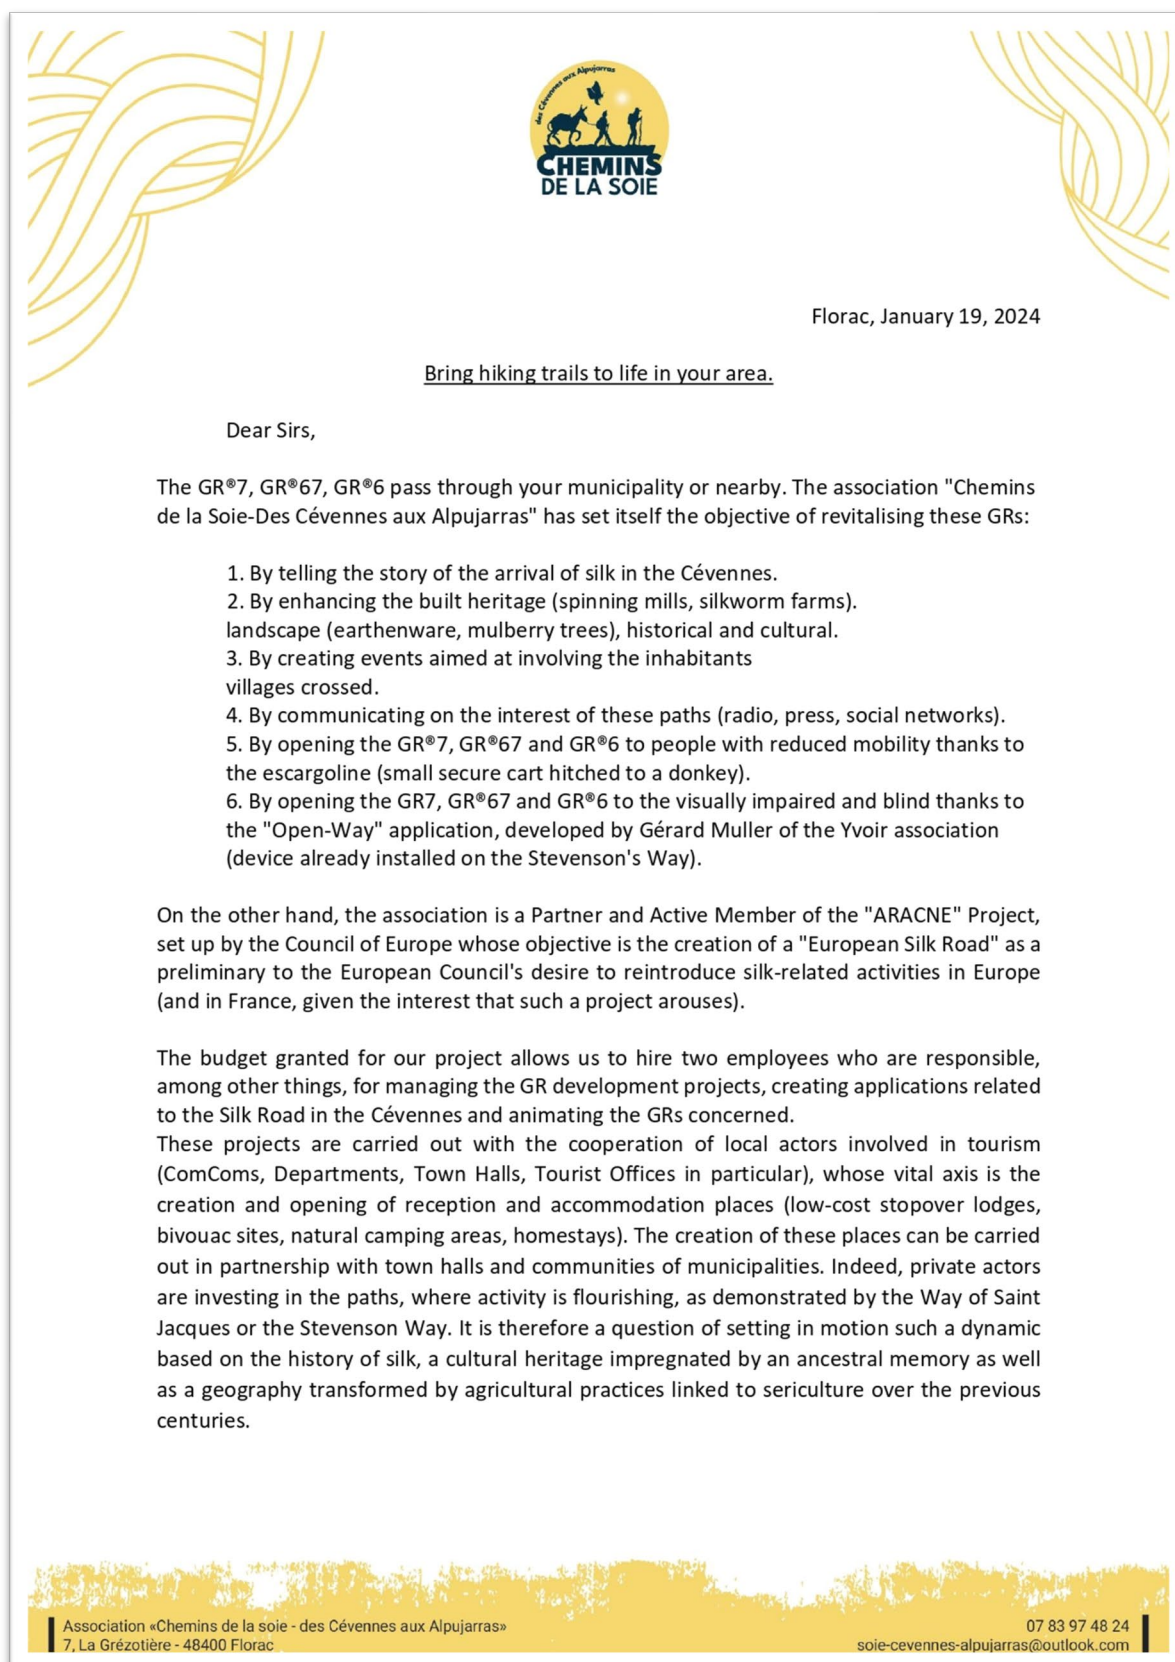 des Cévennes aux Alpujarras
CHEMINS
DE LA SOIE
Florac, January 19, 2024
Bring hiking trails to life in your area.
Dear Sirs,
The GR®7, GR®67, GR®6 pass through your municipality or nearby. The association "Chemins
de la Soie-Des Cévennes aux Alpujarras" has set itself the objective of revitalising these GRs:
1. By telling the story of the arrival of silk in the Cévennes.
2. By enhancing the built heritage (spinning mills, silkworm farms).
landscape (earthenware, mulberry trees), historical and cultural.
3. By creating events aimed at involving the inhabitants
villages crossed.
4. By communicating on the interest of these paths (radio, press, social networks).
5. By opening the GR®7, GR®67 and GR®6 to people with reduced mobility thanks to
the escargoline (small secure cart hitched to a donkey).
6. By opening the GR7, GR®67 and GR®6 to the visually impaired and blind thanks to
the "Open-Way" application, developed by Gérard Muller of the Yvoir association
(device already installed on the Stevenson's Way).
On the other hand, the association is a Partner and Active Member of the "ARACNE" Project,
set up by the Council of Europe whose objective is the creation of a "European Silk Road" as a
preliminary to the European Council's desire to reintroduce silk-related activities in Europe
(and in France, given the interest that such a project arouses).
The budget granted for our project allows us to hire two employees who are responsible,
among other things, for managing the GR development projects, creating applications related
to the Silk Road in the Cévennes and animating the GRs concerned.
These projects are carried out with the cooperation of local actors involved in tourism
(ComComs, Departments, Town Halls, Tourist Offices in particular), whose vital axis is the
creation and opening of reception and accommodation places (low-cost stopover lodges,
bivouac sites, natural camping areas, homestays). The creation of these places can be carried
out in partnership with town halls and communities of municipalities. Indeed, private actors
are investing in the paths, where activity is flourishing, as demonstrated by the Way of Saint
Jacques or the Stevenson Way. It is therefore a question of setting in motion such a dynamic
based on the history of silk, a cultural heritage impregnated by an ancestral memory as well
as a geography transformed by agricultural practices linked to sericulture over the previous
centuries.
Association «Chemins de la soie - des Cévennes aux Alpujarras»
7, La Grézotière - 48400 Florac
07 83 97 48 24
soie-cevennes-alpujarras@outlook.com